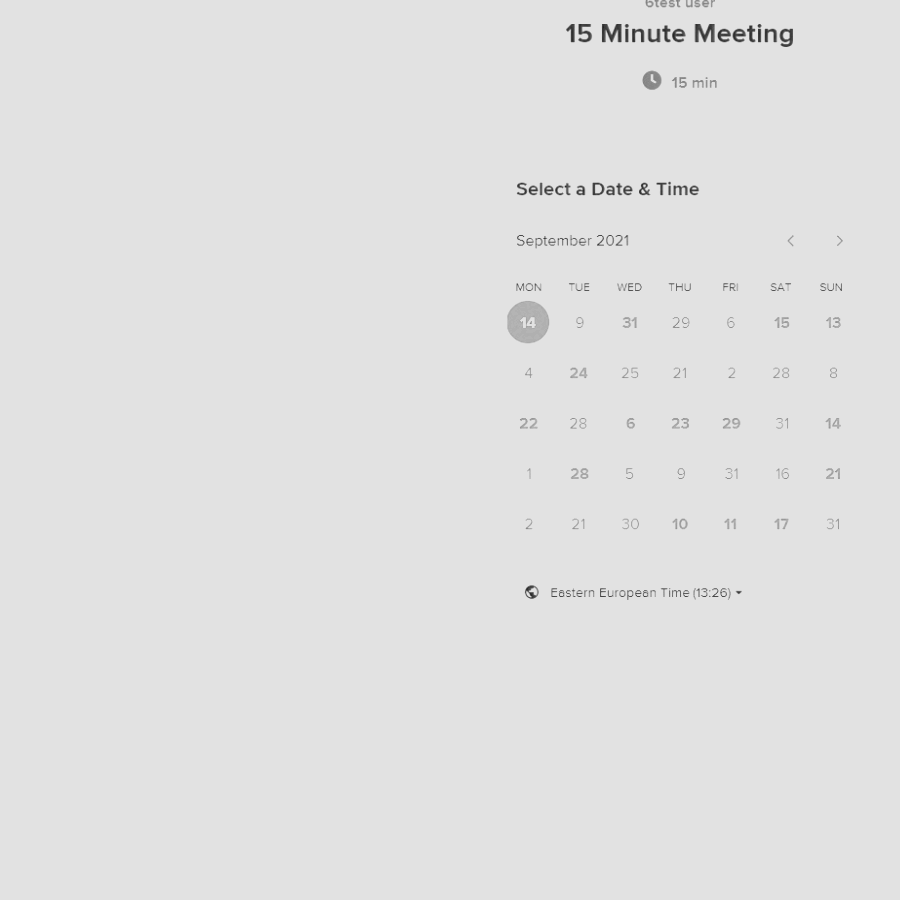 6test user
15 Minute Meeting
15 min
Select a Date & Time
September 2021
MON TUE WED THU FRI SAT SUN
14 9 31 29 6 15 13
4 24 25 21 2 28 8
22 28 6 23 29 31 14
1 28 5 9 31 16 21
2 21 30 10 11 17 31
Eastern European Time (13:26)